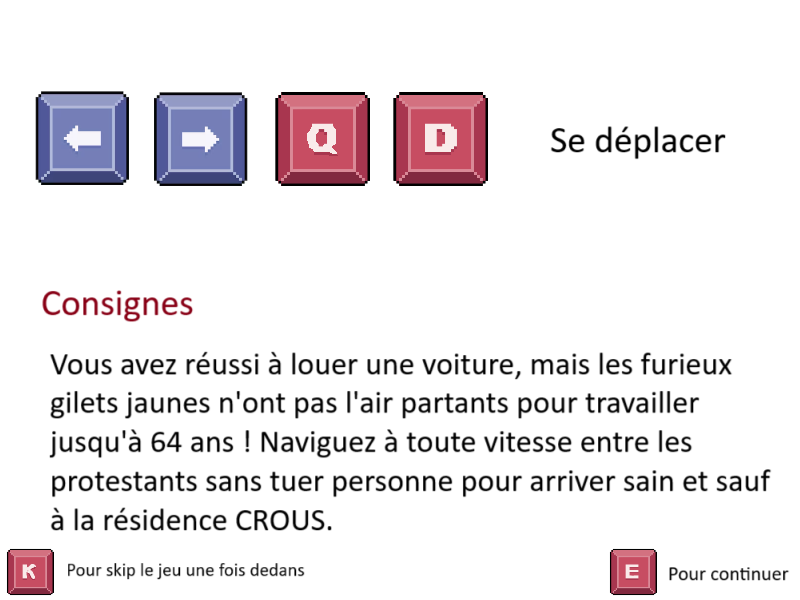 Q D Se déplacer
Consignes
Vous avez réussi à louer une voiture, mais les furieux
gilets jaunes n'ont pas l'air partants pour travailler
jusqu'à 64 ans ! Naviguez à toute vitesse entre les
protestants sans tuer personne pour arriver sain et sauf
à la résidence CROUS.
K Pour skip le jeu une fois dedans
E Pour continuer